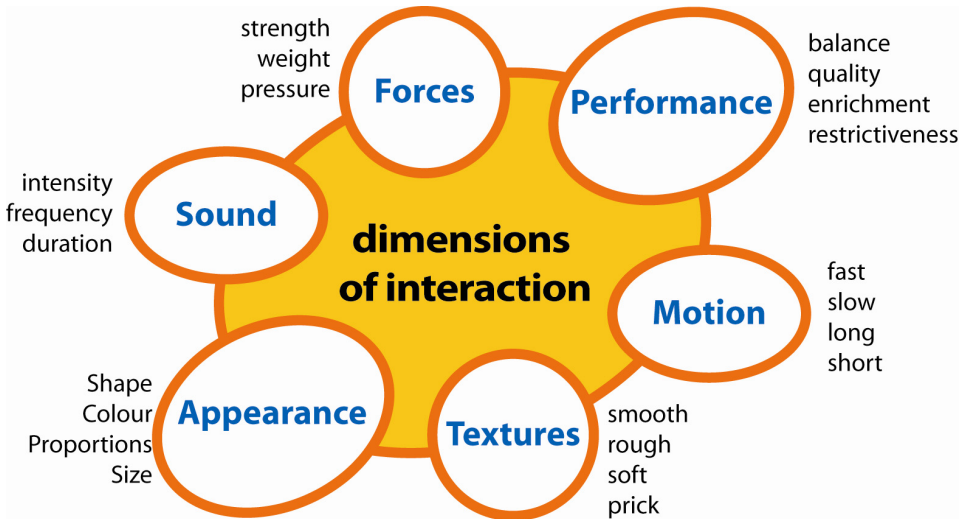 strength
weight
pressure
Forces
Performance
balance
quality
enrichment
restrictiveness
intensity
frequency
duration
Sound
dimensions
of interaction
Motion
fast
slow
long
short
Shape
Colour
Proportions
Size
Appearance
Textures
smooth
rough
soft
prick